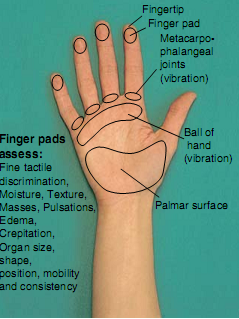 Fingertip
Finger pad
Metacarpo-
phalangeal
joints
(vibration)
Ball of
hand
(vibration)
Palmar surface
Finger pads
assess:
Fine tactile
discrimination,
Moisture, Texture,
Masses, Pulsations,
Edema,
Crepitation,
Organ size,
shape,
position, mobility
and consistency